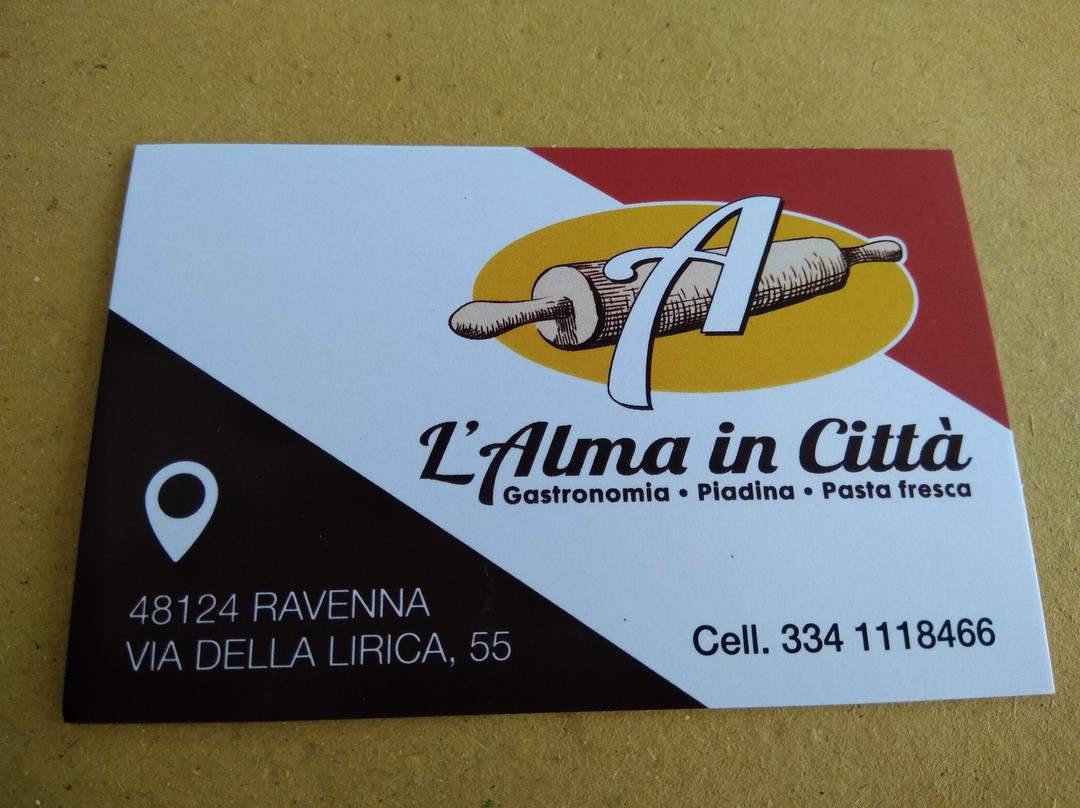 A
L'Alma in Città
Gastronomia • Piadina • Pasta fresca
48124 RAVENNA
VIA DELLA LIRICA, 55
Cell. 334 1118466